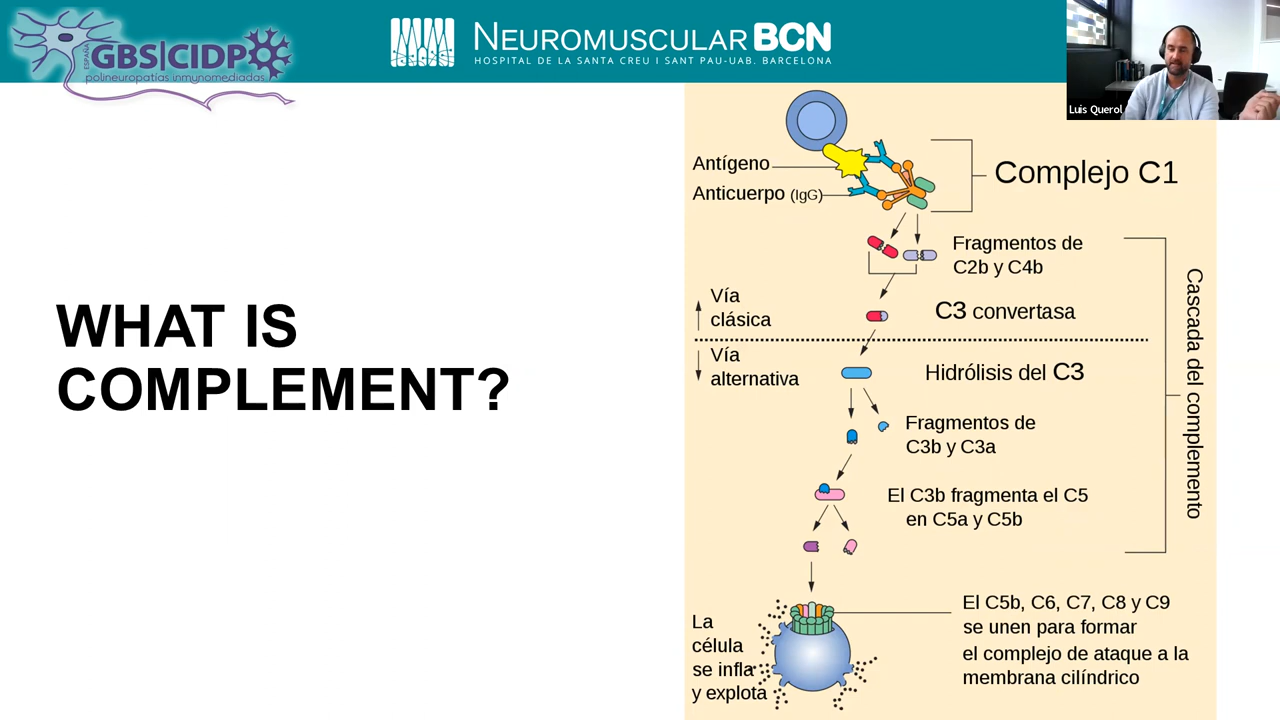 ESPAÑA
GBS|CIDP
polineuropatías inmunomediadas
NEUROMUSCULARBCN
HOSPITAL DE LA SANTA CREU I SANT PAU-UAB. BARCELONA
Luis Querol
WHAT IS
COMPLEMENT?
Antígeno
Anticuerpo (IgG)
Complejo C1
Fragmentos de
C2b y C4b
Vía
clásica
C3 convertasa
Vía
alternativa
Hidrólisis del C3
Fragmentos de
C3b y C3a
El C3b fragmenta el C5
en C5a y C5b
Cascada del complemento
La
célula
se infla
y explota
El C5b, C6, C7, C8 y C9
se unen para formar
el complejo de ataque a la
membrana cilíndrico